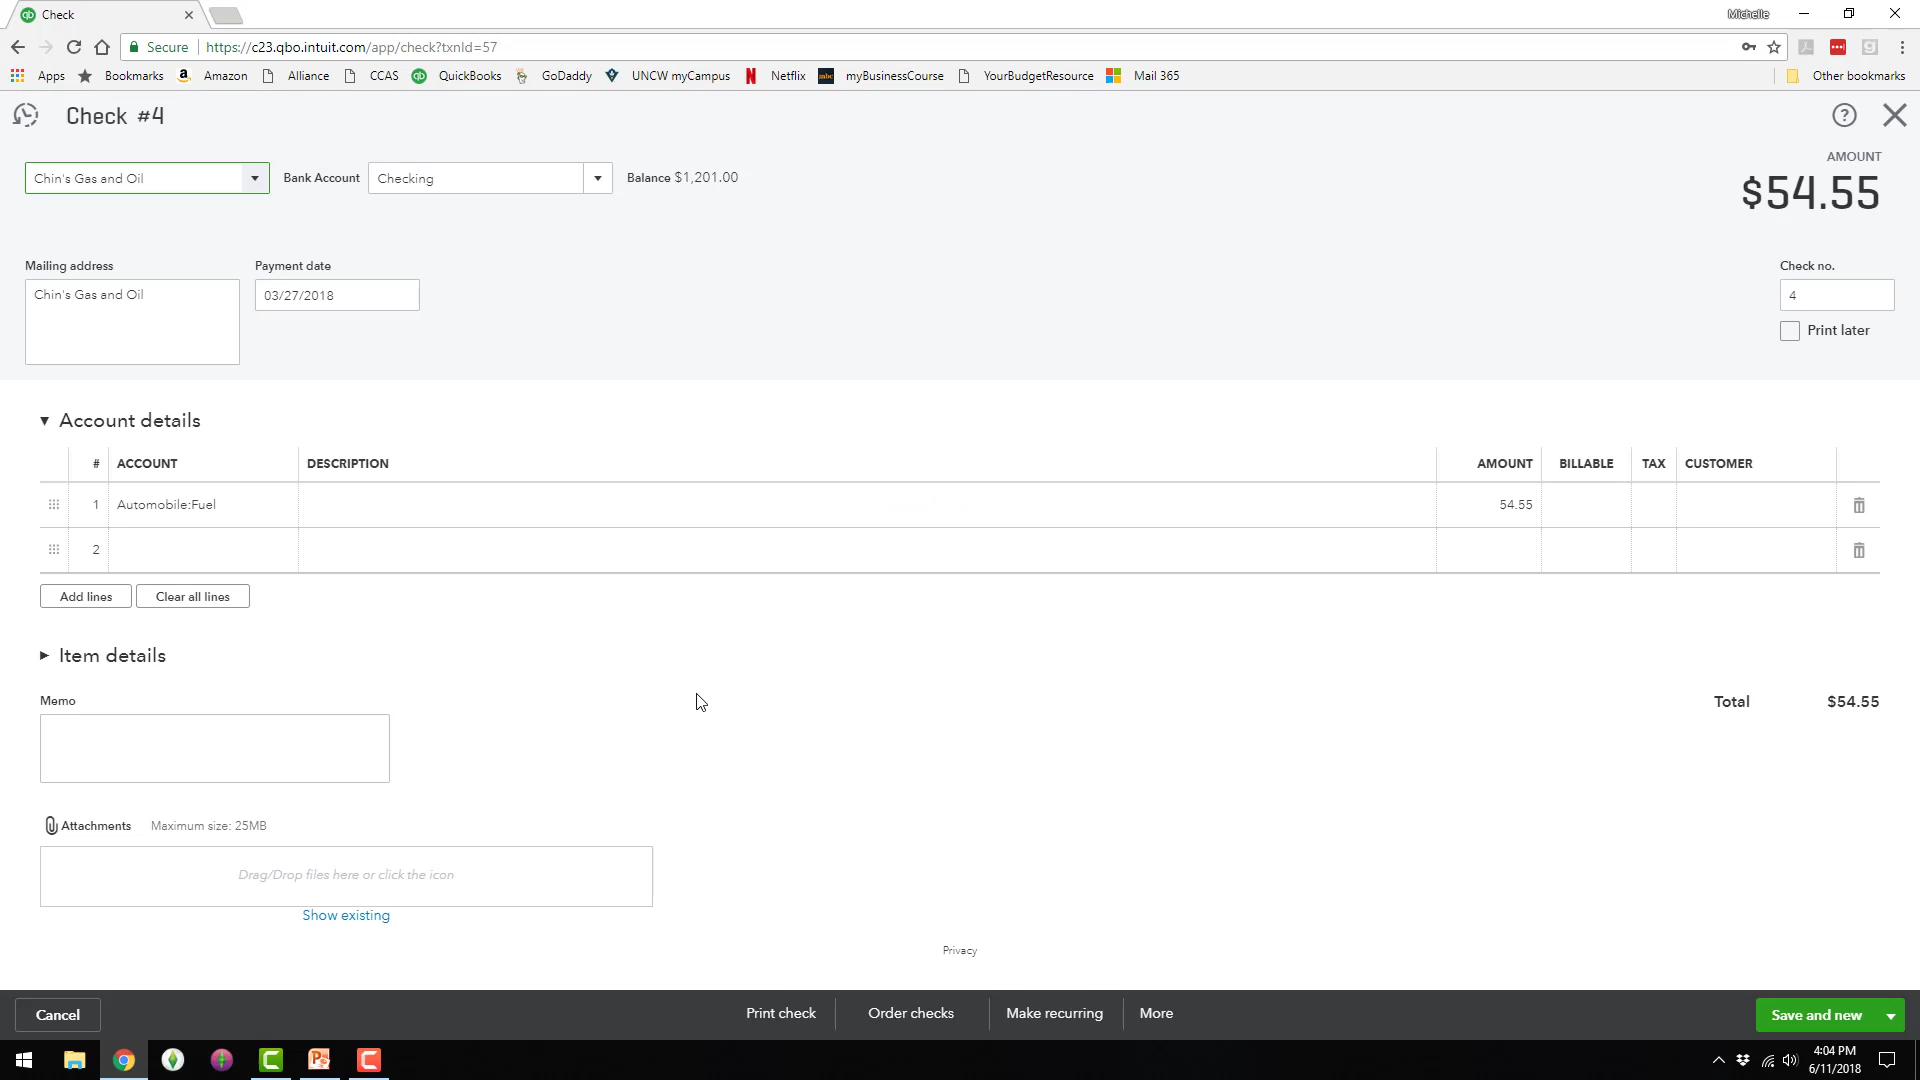 Check
Michelle
Secure https://c23.qbo.intuit.com/app/check?txnId=57
Apps Bookmarks Amazon Alliance CCAS QuickBooks GoDaddy UNCW myCampus Netflix myBusinessCourse YourBudgetResource Mail 365 Other bookmarks
Check #4
AMOUNT
Chin's Gas and Oil Bank Account Checking Balance $1,201.00
$54.55
Mailing address Payment date Check no.
Chin's Gas and Oil 03/27/2018 4
Print later
Account details
# ACCOUNT DESCRIPTION AMOUNT BILLABLE TAX CUSTOMER
1 Automobile:Fuel 54.55
2
Add lines Clear all lines
Item details
Memo Total $54.55
Attachments Maximum size: 25MB
Drag/Drop files here or click the icon
Show existing
Privacy
Cancel Print check Order checks Make recurring More Save and new
4:04 PM
6/11/2018